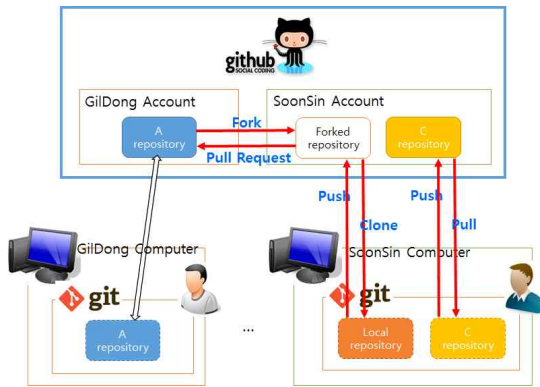 github
SOCIAL CODING
GilDong Account
SoonSin Account
A
repository
Fork
Pull Request
Forked
repository
C
repository
Push
Clone
Push
Pull
GilDong Computer
SoonSin Computer
git
git
A
repository
...
Local
repository
C
repository